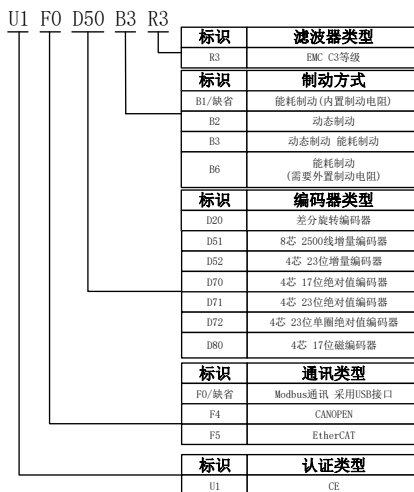 U1 F0 D50 B3 R3
标识 滤波器类型
R3 EMC C3等级
标识 制动方式
B1/缺省 能耗制动(内置制动电阻)
B2 动态制动
B3 动态制动 能耗制动
B6 能耗制动
(需要外置制动电阻)
标识 编码器类型
D20 差分旋转编码器
D51 8芯 2500线增量编码器
D52 4芯 23位增量编码器
D70 4芯 17位绝对值编码器
D71 4芯 23位绝对值编码器
D72 4芯 23位单圈绝对值编码器
D80 4芯 17位磁编码器
标识 通讯类型
F0/缺省 Modbus通讯 采用USB接口
F4 CANOPEN
F5 EtherCAT
标识 认证类型
U1 CE